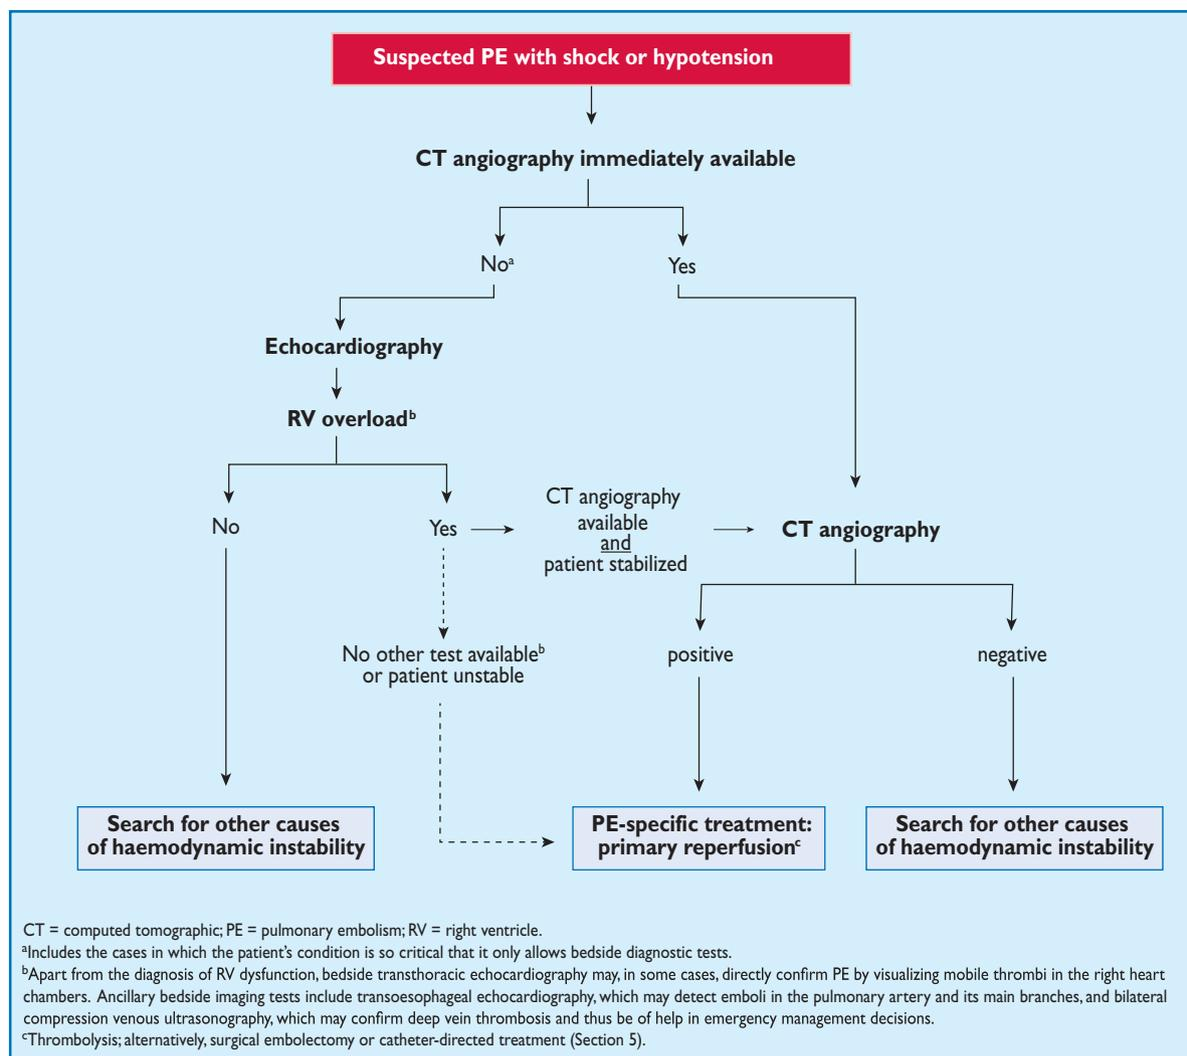 Suspected PE with shock or hypotension
CT angiography immediately available
Noᵃ
Yes
Echocardiography
RV overloadᵇ
No
Yes
CT angiography
available
and
patient stabilized
CT angiography
No other test availableᵇ
or patient unstable
positive
negative
Search for other causes
of haemodynamic instability
PE-specific treatment:
primary reperfusionᶜ
Search for other causes
of haemodynamic instability
CT = computed tomographic; PE = pulmonary embolism; RV = right ventricle.
ᵃIncludes the cases in which the patient's condition is so critical that it only allows bedside diagnostic tests.
ᵇApart from the diagnosis of RV dysfunction, bedside transthoracic echocardiography may, in some cases, directly confirm PE by visualizing mobile thrombi in the right heart
chambers. Ancillary bedside imaging tests include transoesophageal echocardiography, which may detect emboli in the pulmonary artery and its main branches, and bilateral
compression venous ultrasonography, which may confirm deep vein thrombosis and thus be of help in emergency management decisions.
ᶜThrombolysis; alternatively, surgical embolectomy or catheter-directed treatment (Section 5).